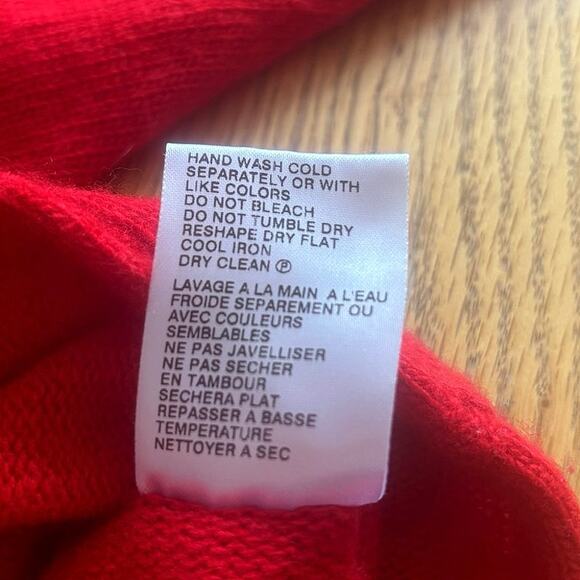 HAND WASH COLD
SEPARATELY OR WITH
LIKE COLORS
DO NOT BLEACH
DO NOT TUMBLE DRY
RESHAPE DRY FLAT
COOL IRON
DRY CLEAN Ⓟ
LAVAGE A LA MAIN A L'EAU
FROIDE SEPAREMENT OU
AVEC COULEURS
SEMBLABLES
NE PAS JAVELLISER
NE PAS SECHER
EN TAMBOUR
SECHERA PLAT
REPASSER A BASSE
TEMPERATURE
NETTOYER A SEC